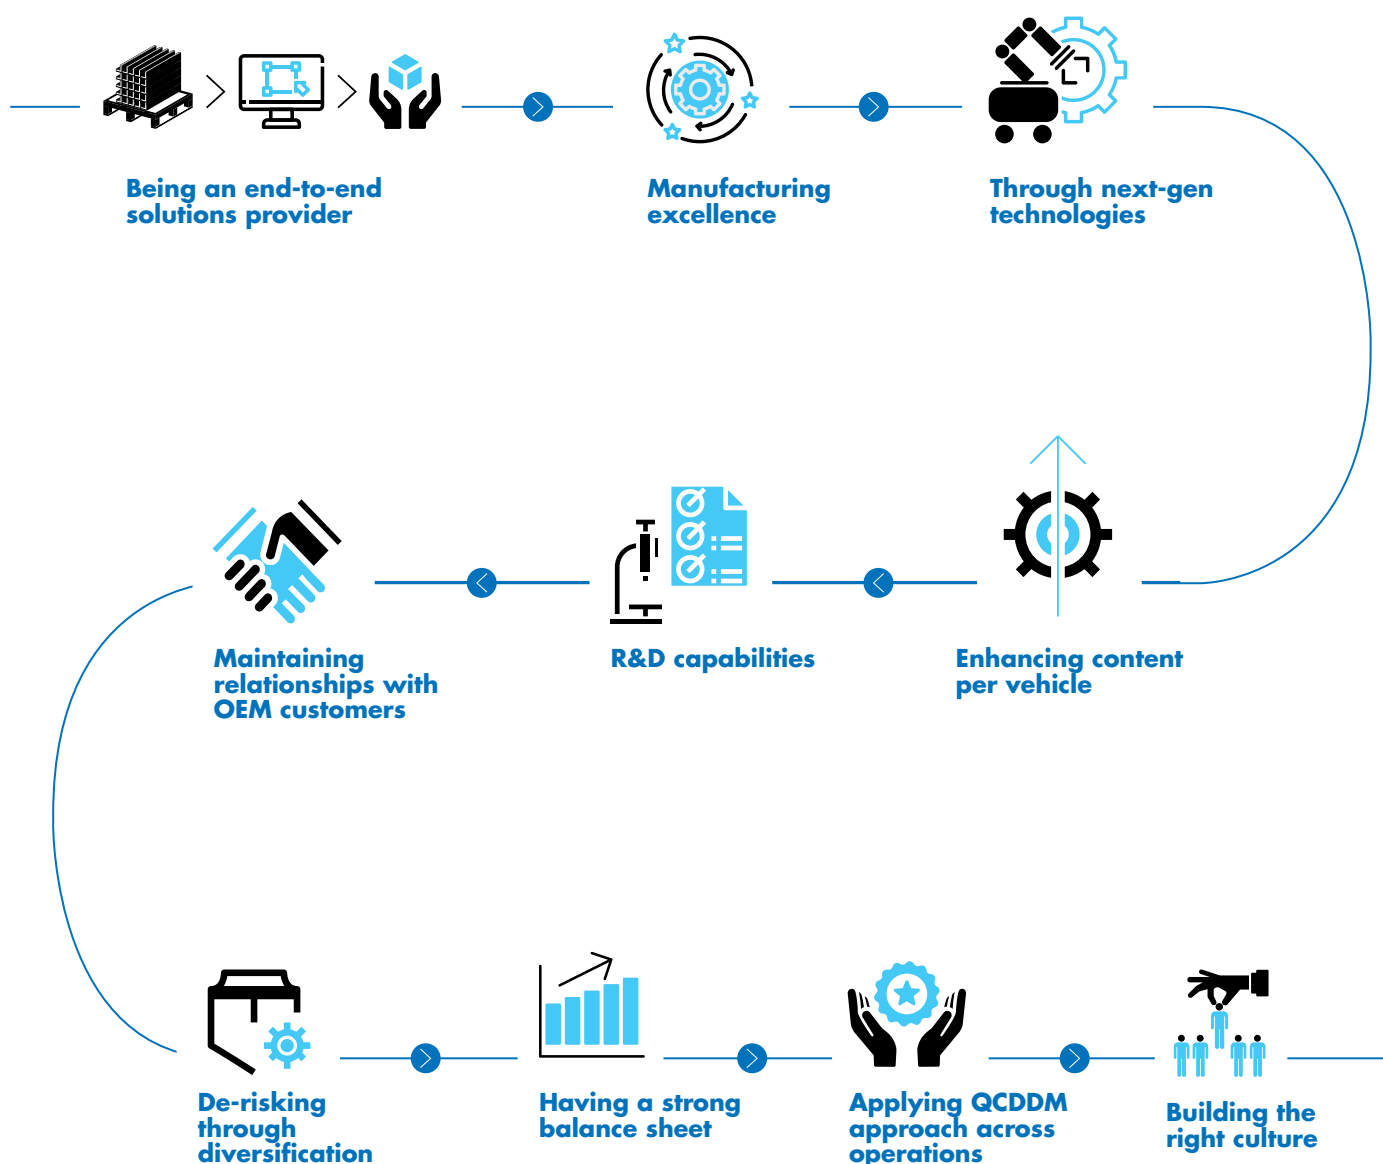 Being an end-to-end
solutions provider
Manufacturing
excellence
Through next-gen
technologies
Enhancing content
per vehicle
R&D capabilities
Maintaining
relationships with
OEM customers
De-risking
through
diversification
Having a strong
balance sheet
Applying QCDDM
approach across
operations
Building the
right culture